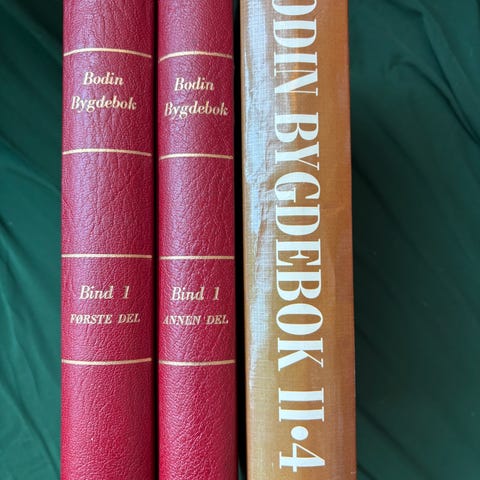 Bodin
Bygdebok
Bind 1
FØRSTE DEL
Bodin
Bygdebok
Bind 1
ANNEN DEL
ODIN BYGDEBOK II•4